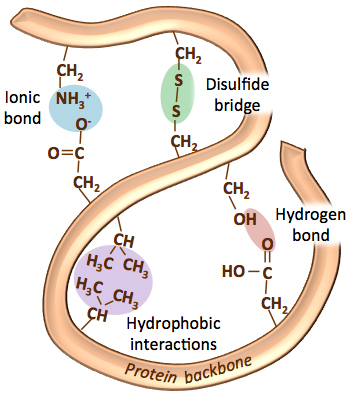 CH₂
NH₃⁺
Ionic
bond
O⁻
O=C
CH₂
CH₂
S
S
CH₂
Disulfide
bridge
CH₂
OH
Hydrogen
bond
O
HO–C
CH₂
CH
H₃C CH₃
H₃C
CH₃
CH
Hydrophobic
interactions
Protein backbone